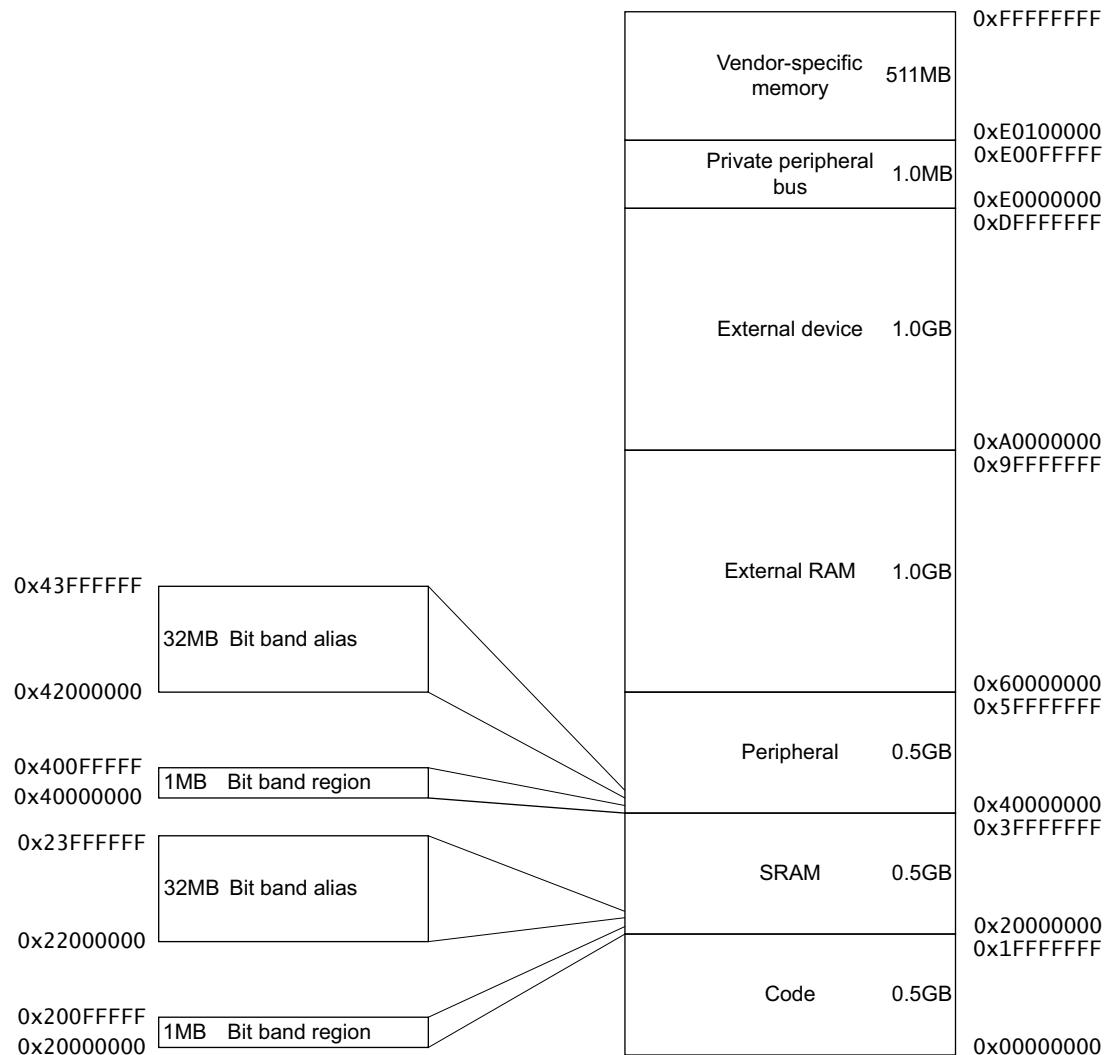 0xFFFFFFFF
Vendor-specific
memory
511MB
0xE0100000
0xE00FFFFF
Private peripheral
bus
1.0MB
0xE0000000
0xDFFFFFFF
External device
1.0GB
0xA0000000
0x9FFFFFFF
External RAM
1.0GB
0x60000000
0x5FFFFFFF
Peripheral
0.5GB
0x40000000
0x3FFFFFFF
SRAM
0.5GB
0x20000000
0x1FFFFFFF
Code
0.5GB
0x00000000
0x43FFFFFF
32MB Bit band alias
0x42000000
0x400FFFFF
1MB Bit band region
0x40000000
0x23FFFFFF
32MB Bit band alias
0x22000000
0x200FFFFF
1MB Bit band region
0x20000000